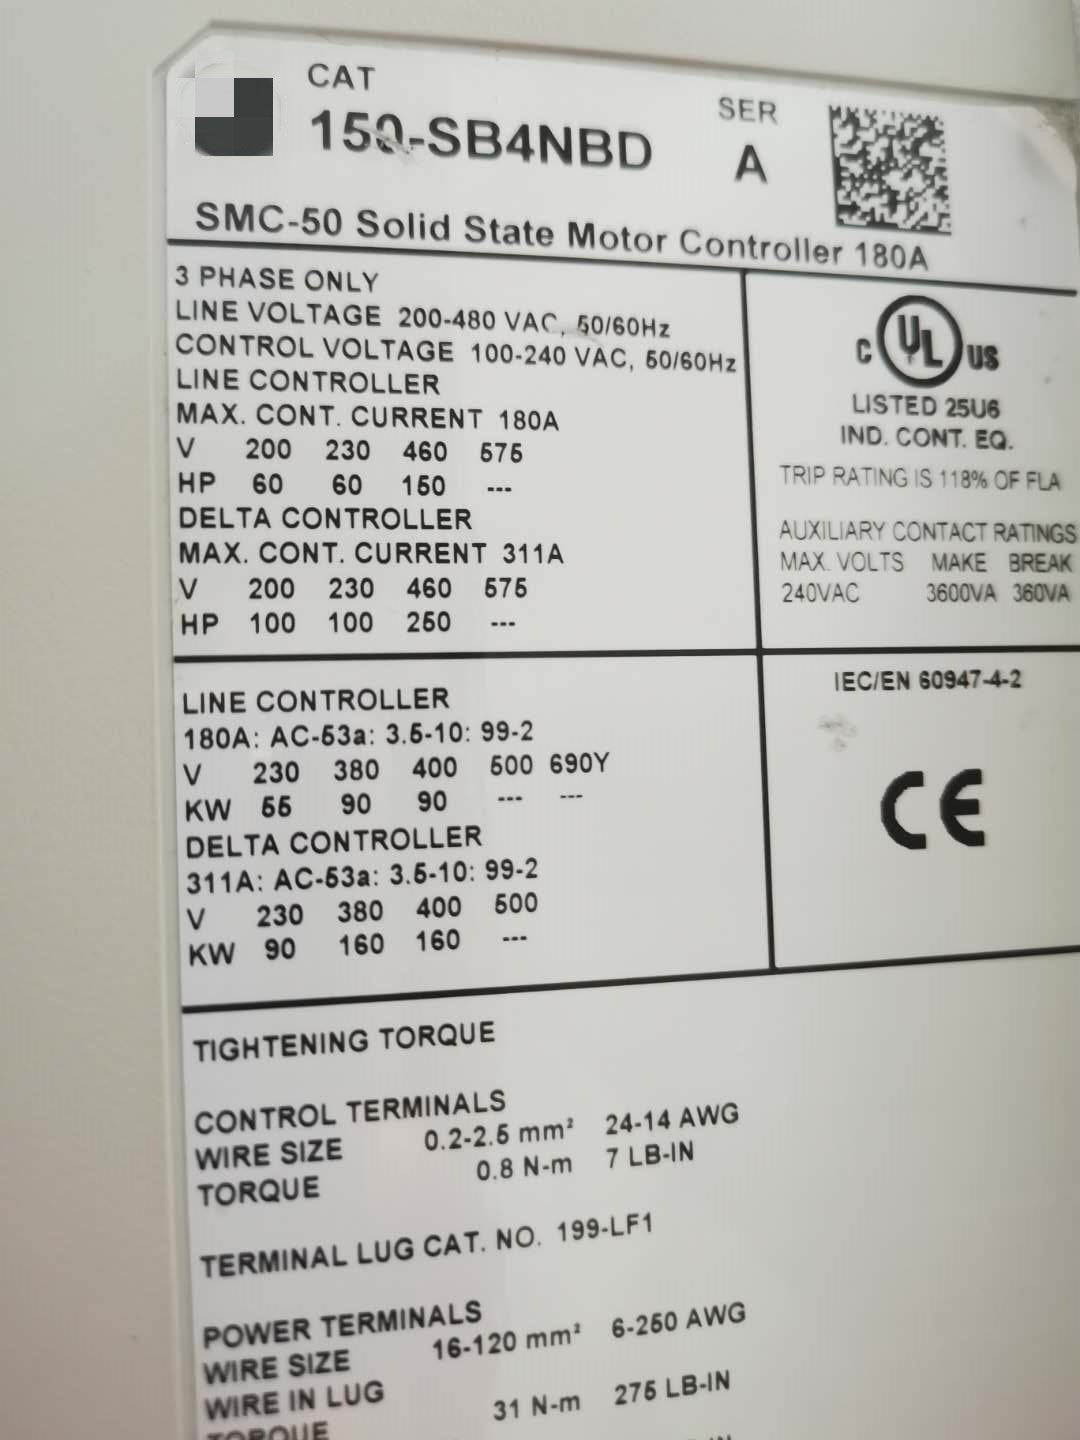 CAT
150-SB4NBD
SER
A
SMC-50 Solid State Motor Controller 180A
3 PHASE ONLY
LINE VOLTAGE 200-480 VAC, 50/60Hz
CONTROL VOLTAGE 100-240 VAC, 50/60Hz
LINE CONTROLLER
MAX. CONT. CURRENT 180A
V 200 230 460 575
HP 60 60 150 ---
DELTA CONTROLLER
MAX. CONT. CURRENT 311A
V 200 230 460 575
HP 100 100 250 ---
C UL US
LISTED 25U6
IND. CONT. EQ.
TRIP RATING IS 118% OF FLA
AUXILIARY CONTACT RATINGS
MAX. VOLTS MAKE BREAK
240VAC 3600VA 360VA
LINE CONTROLLER
180A: AC-53a: 3.5-10: 99-2
V 230 380 400 500 690Y
KW 55 90 90 --- ---
DELTA CONTROLLER
311A: AC-53a: 3.5-10: 99-2
V 230 380 400 500
KW 90 160 160 ---
IEC/EN 60947-4-2
CE
TIGHTENING TORQUE
CONTROL TERMINALS
WIRE SIZE 0.2-2.5 mm² 24-14 AWG
TORQUE 0.8 N-m 7 LB-IN
TERMINAL LUG CAT. NO. 199-LF1
POWER TERMINALS
WIRE SIZE 16-120 mm² 6-250 AWG
WIRE IN LUG
TORQUE 31 N-m 275 LB-IN